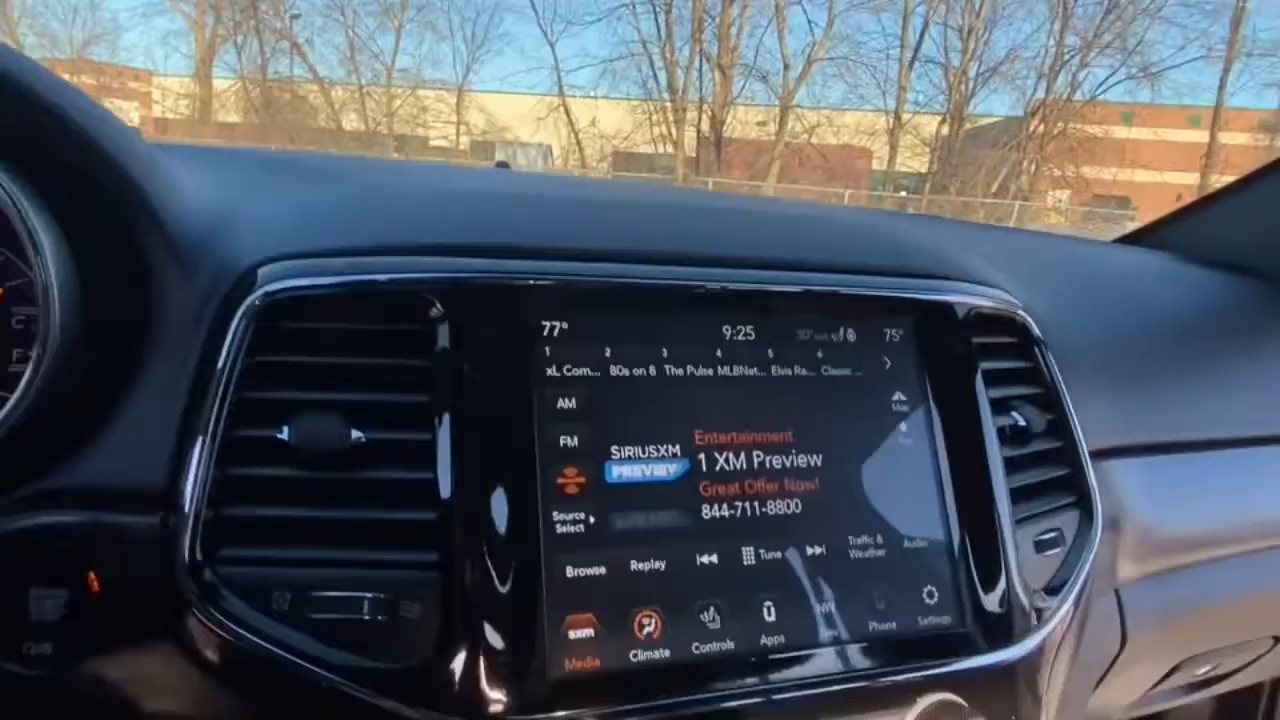 77° 9:25 75°
1 2 3 4 5 6
xL Com... 80s on 8 The Pulse MLBNet... Elvis Ra... Classic ...
AM
FM
Source
Select
SIRIUSXM
PREVIEW
Entertainment
1 XM Preview
Great Offer Now!
844-711-8800
Browse Replay Tune Traffic &
Weather Audio
sxm
Media Climate Controls Apps Nav Phone Settings
C
F